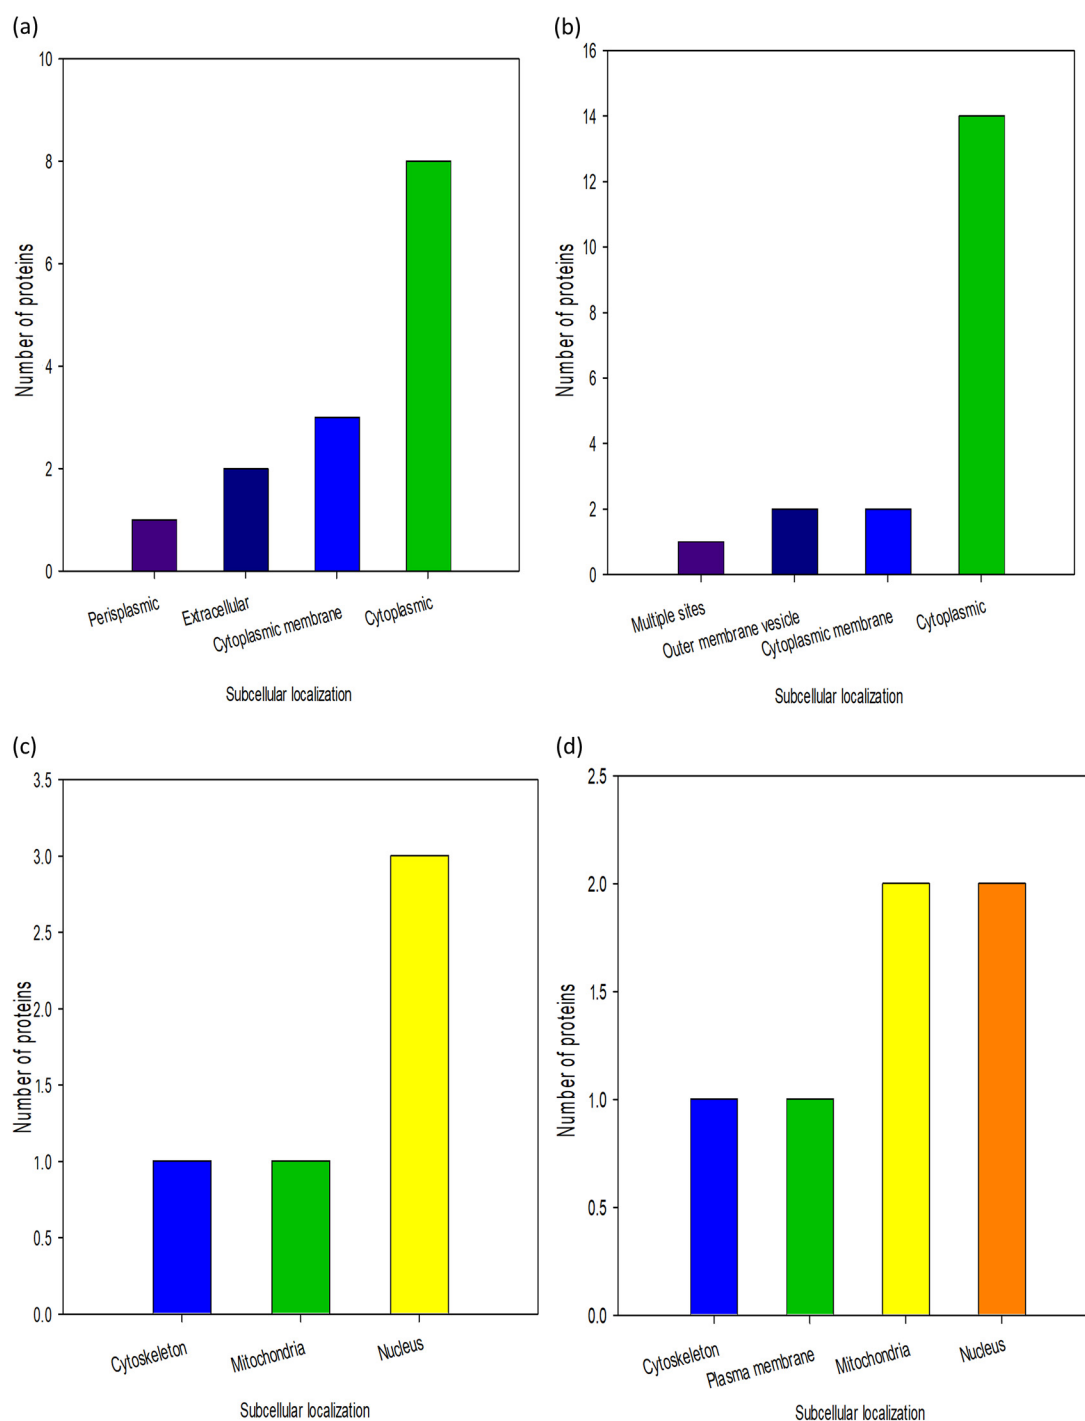 (a)
10
8
6
4
2
0
Number of proteins
Perisplasmic
Extracellular
Cytoplasmic membrane
Cytoplasmic
Subcellular localization
(b)
16
14
12
10
8
6
4
2
0
Number of proteins
Multiple sites
Outer membrane vesicle
Cytoplasmic membrane
Cytoplasmic
Subcellular localization
(c)
3.5
3.0
2.5
2.0
1.5
1.0
0.5
0.0
Number of proteins
Cytoskeleton
Mitochondria
Nucleus
Subcellular localization
(d)
2.5
2.0
1.5
1.0
0.5
0.0
Number of proteins
Cytoskeleton
Plasma membrane
Mitochondria
Nucleus
Subcellular localization